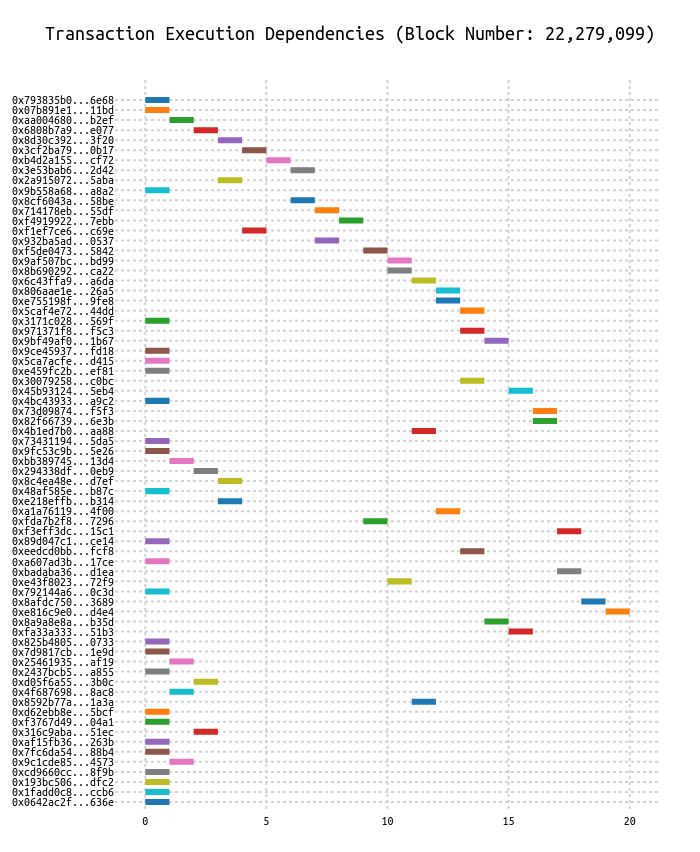 Transaction Execution Dependencies (Block Number: 22,279,099)
0x793835b0...6e68
0x07b891e1...11bd
0xaa004680...b2ef
0x6808b7a9...e077
0x8d30c392...3f20
0x3cf2ba79...0b17
0xb4d2a155...cf72
0x3e53bab6...2d42
0x2a915072...5aba
0x9b558a68...a8a2
0x8cf6043a...58be
0x714178eb...55df
0xf4919922...7ebb
0xf1ef7ce6...c69e
0x932ba5ad...0537
0xf5de0473...5842
0x9af507bc...bd99
0x8b690292...ca22
0x6c43ffa9...a6da
0x806aae1e...26a5
0xe755198f...9fe8
0x5caf4e72...44dd
0x3171c028...569f
0x971371f8...f5c3
0x9bf49af0...1b67
0x9ce45937...fd18
0x5ca7acfe...d415
0xe459fc2b...ef81
0x30079258...c0bc
0x45b93124...5eb4
0x4bc43933...a9c2
0x73d09874...f5f3
0x82f66739...6e3b
0x4b1ed7b0...aa88
0x73431194...5da5
0x9fc53c9b...5e26
0xbb389745...13d4
0x294338df...0eb9
0x8c4ea48e...d7ef
0x48af585e...b87c
0xe218effb...b314
0xa1a76119...4f00
0xfda7b2f8...7296
0xf3eff3dc...15c1
0x89d047c1...ce14
0xeedcd0bb...fcf8
0xa607ad3b...17ce
0xbadaba36...d1ea
0xe43f8023...72f9
0x792144a6...0c3d
0x8afdc750...3689
0xe816c9e0...d4e4
0x8a9a8e8a...b35d
0xfa33a333...51b3
0x825b4805...0733
0x7d9817cb...1e9d
0x25461935...af19
0x2437bcb5...a855
0xd05f6a55...3b0c
0x4f687698...8ac8
0x8592b77a...1a3a
0xd62ebb8e...5bcf
0xf3767d49...04a1
0x316c9aba...51ec
0xaf15fb36...263b
0x7fc6da54...88b4
0x9c1cde85...4573
0xcd9660cc...8f9b
0x193bc506...dfc2
0x1fadd0c8...ccb6
0x0642ac2f...636e
0 5 10 15 20